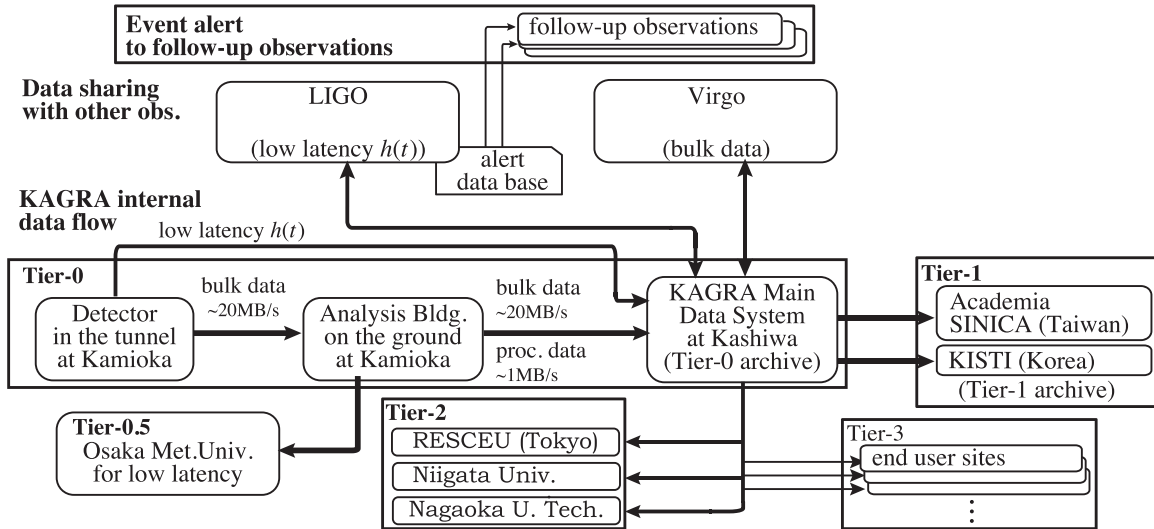 Event alert
to follow-up observations
follow-up observations
Data sharing
with other obs.
LIGO
(low latency h(t))
alert
data base
Virgo
(bulk data)
KAGRA internal
data flow
low latency h(t)
Tier-0
Detector
in the tunnel
at Kamioka
bulk data
~20MB/s
Analysis Bldg.
on the ground
at Kamioka
bulk data
~20MB/s
proc. data
~1MB/s
KAGRA Main
Data System
at Kashiwa
(Tier-0 archive)
Tier-1
Academia
SINICA (Taiwan)
KISTI (Korea)
(Tier-1 archive)
Tier-0.5
Osaka Met.Univ.
for low latency
Tier-2
RESCEU (Tokyo)
Niigata Univ.
Nagaoka U. Tech.
Tier-3
end user sites
⋮